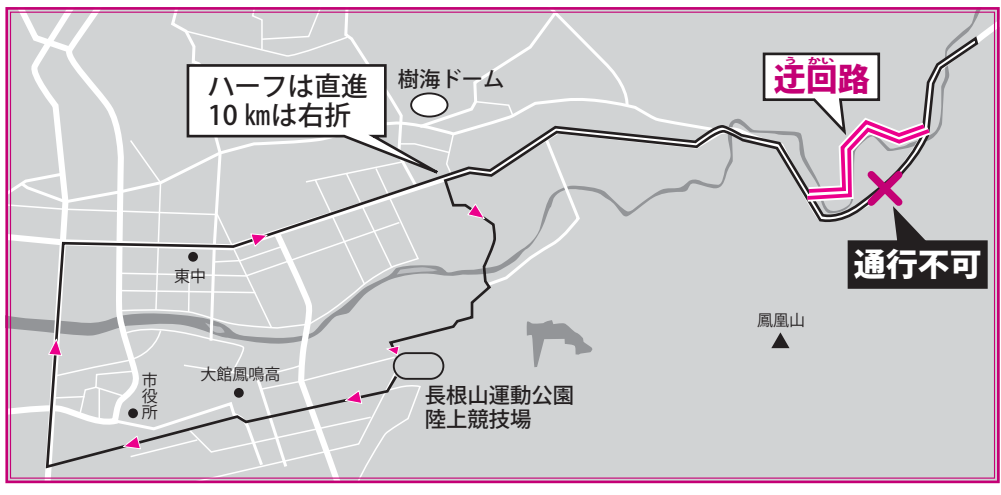 樹海ドーム
ハーフは直進
10 kmは右折
うかい
迂回路
通行不可
東中
鳳凰山
大館鳳鳴高
市役所
長根山運動公園
陸上競技場